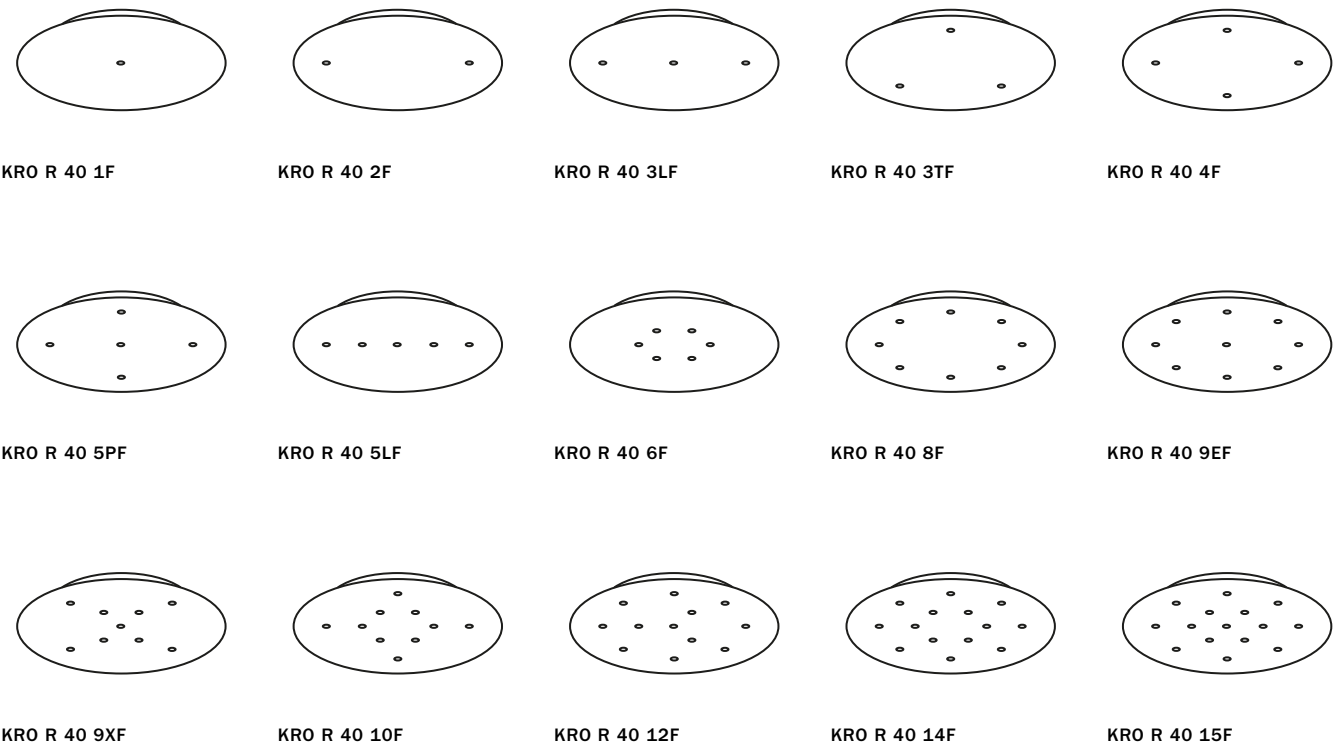 KRO R 40 1F
KRO R 40 2F
KRO R 40 3LF
KRO R 40 3TF
KRO R 40 4F
KRO R 40 5PF
KRO R 40 5LF
KRO R 40 6F
KRO R 40 8F
KRO R 40 9EF
KRO R 40 9XF
KRO R 40 10F
KRO R 40 12F
KRO R 40 14F
KRO R 40 15F